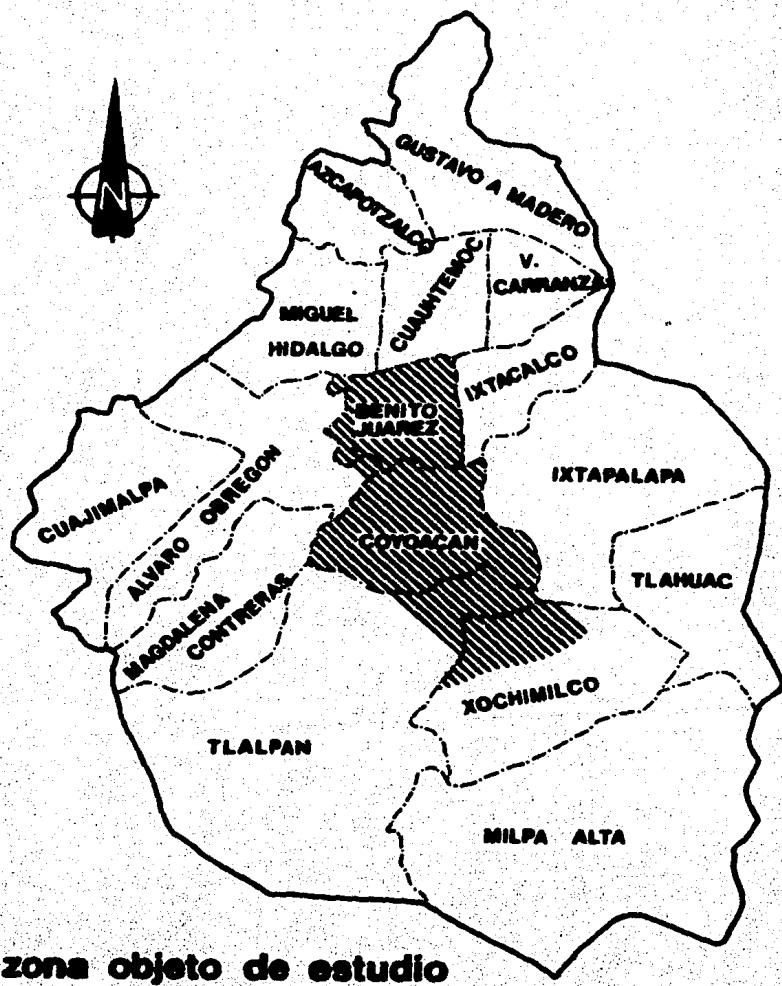 GUSTAVO A MADERO
AZCAPOTZALCO
N
V.
CARRANZA
CUAUHTEMOC
MIGUEL
HIDALGO
IXTACALCO
BENITO
JUAREZ
IXTAPALAPA
CUAJIMALPA
ALVARO OBREGON
COYOACAN
TLAHUAC
MAGDALENA
CONTRERAS
XOCHIMILCO
TLALPAN
MILPA ALTA
zona objeto de estudio